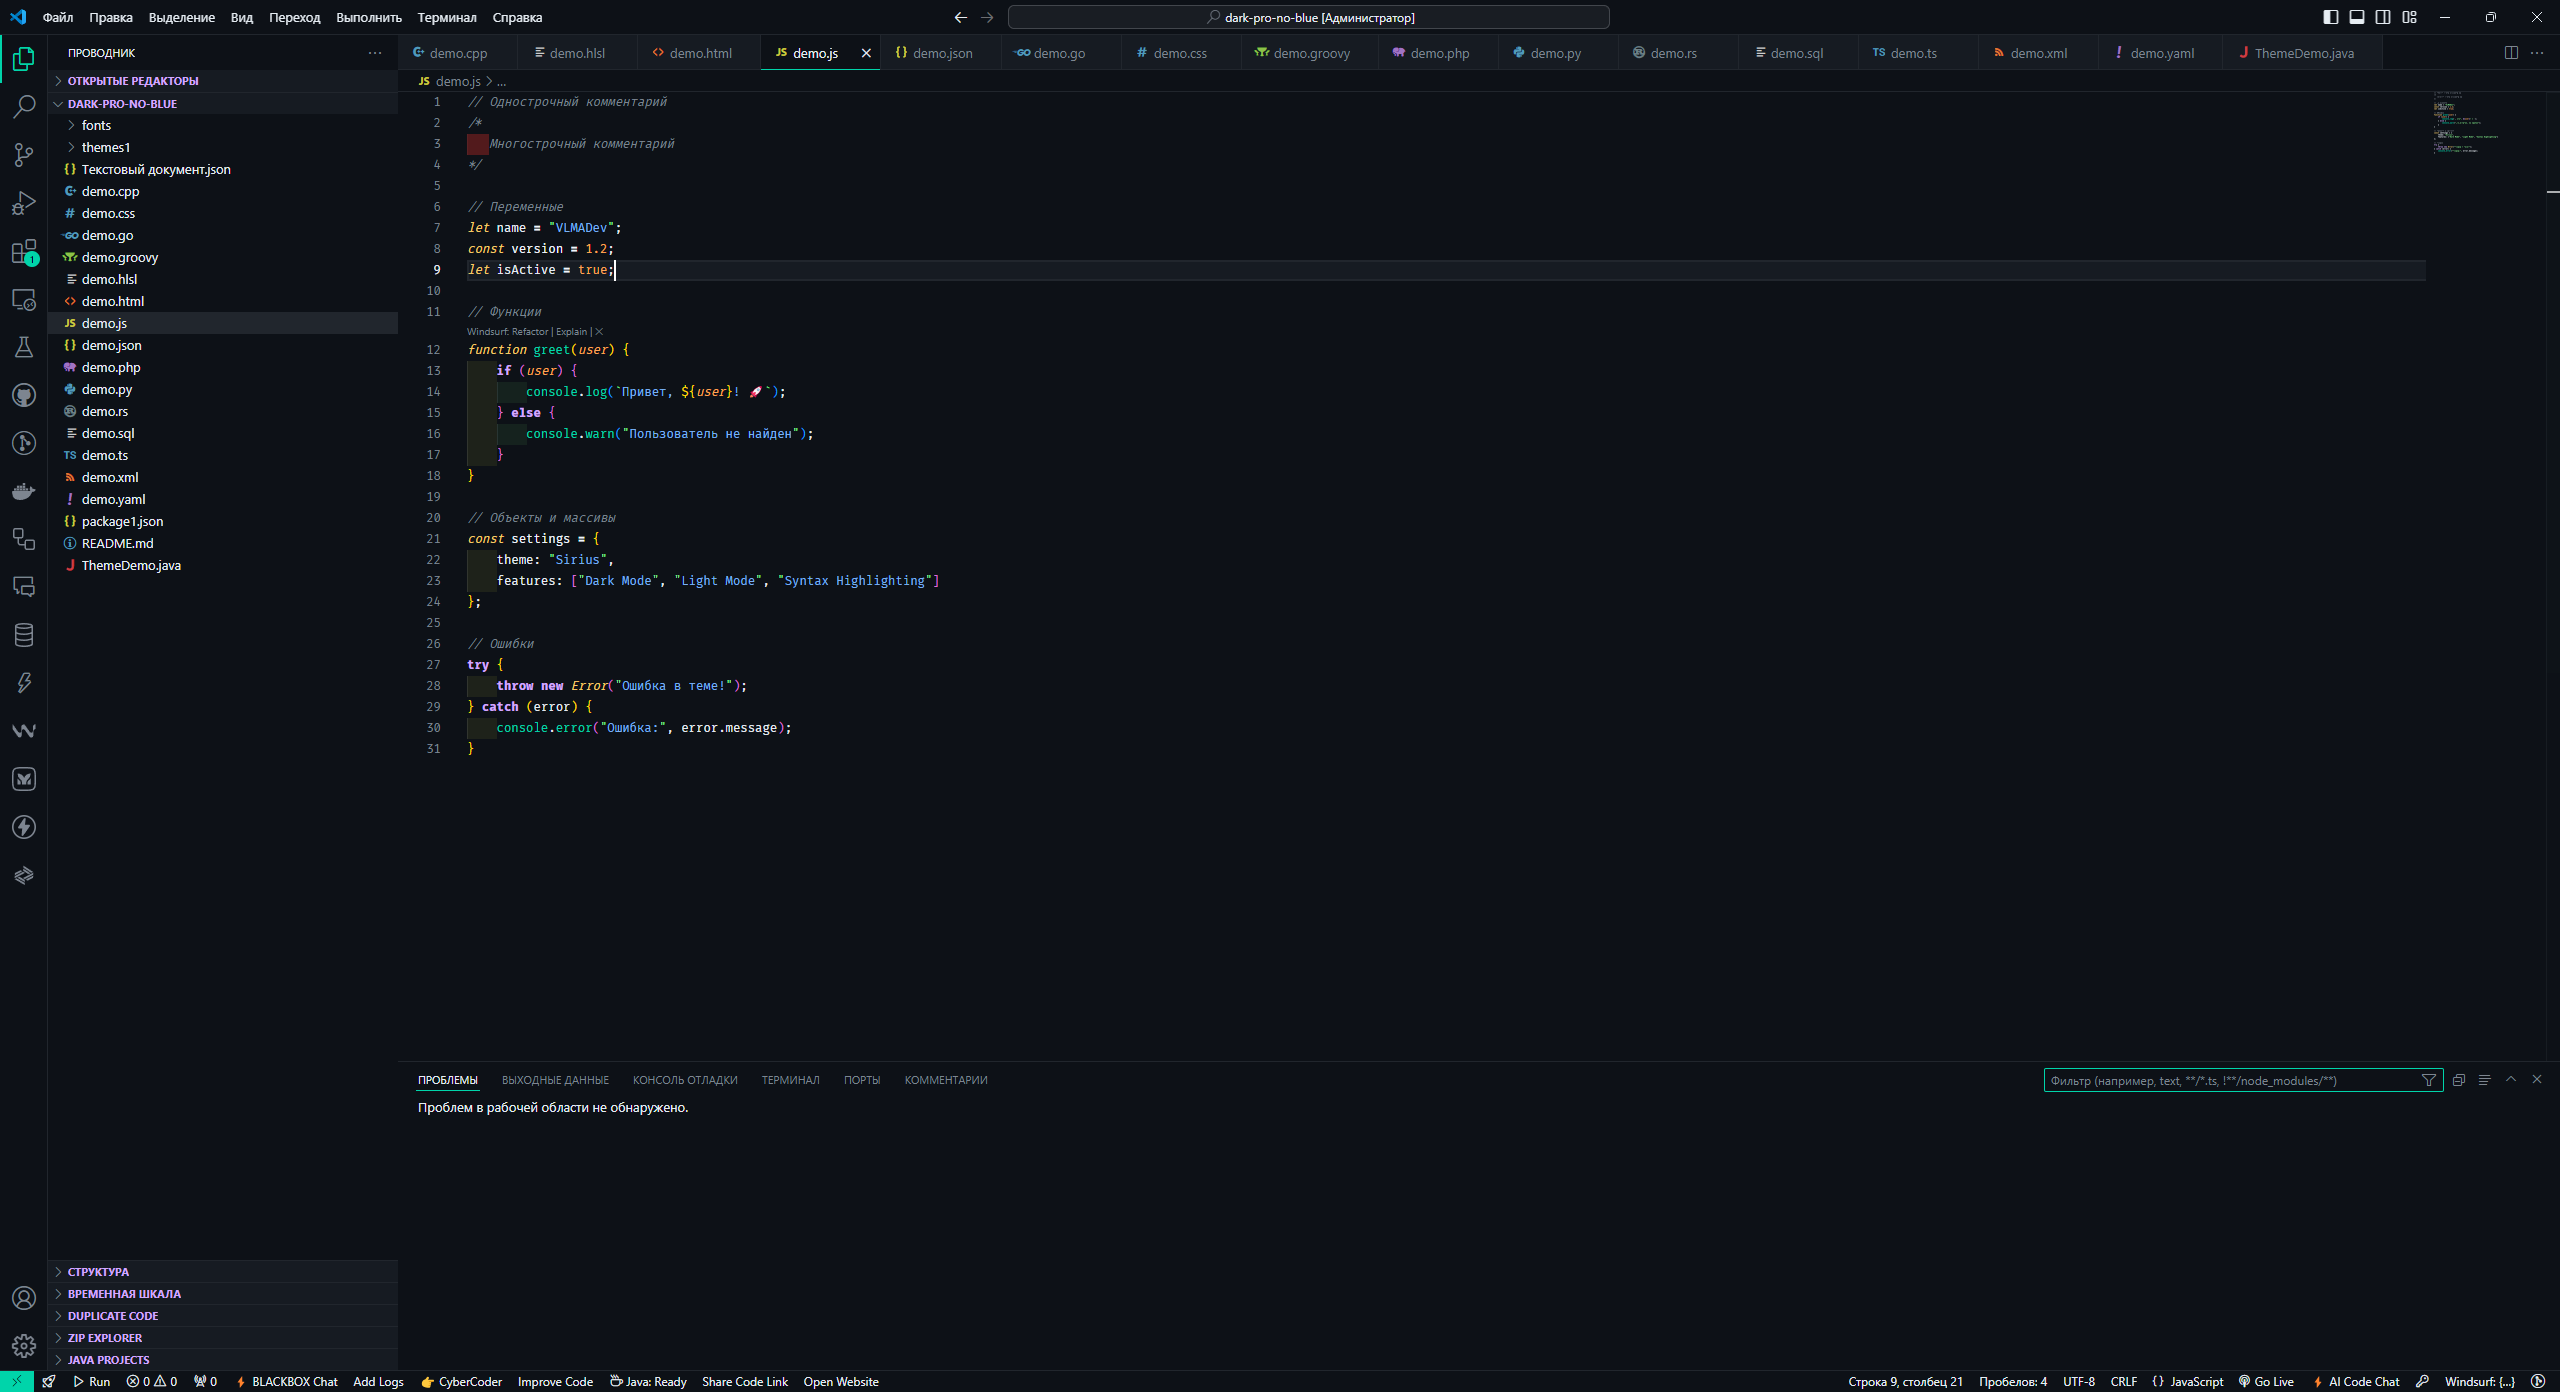 Файл Правка Выделение Вид Переход Выполнить Терминал Справка
dark-pro-no-blue [Администратор]
ПРОВОДНИК
ОТКРЫТЫЕ РЕДАКТОРЫ
DARK-PRO-NO-BLUE
fonts
themes1
{} Текстовый документ.json
demo.cpp
# demo.css
GO demo.go
demo.groovy
demo.hlsl
<> demo.html
JS demo.js
{} demo.json
demo.php
demo.py
demo.rs
demo.sql
TS demo.ts
demo.xml
! demo.yaml
{} package1.json
README.md
J ThemeDemo.java
СТРУКТУРА
ВРЕМЕННАЯ ШКАЛА
DUPLICATE CODE
ZIP EXPLORER
JAVA PROJECTS
1
demo.cpp demo.hlsl <> demo.html JS demo.js {} demo.json GO demo.go # demo.css demo.groovy demo.php demo.py demo.rs demo.sql TS demo.ts demo.xml ! demo.yaml J ThemeDemo.java
JS demo.js > ...
1 // Однострочный комментарий
2 /*
3 Многострочный комментарий
4 */
5
6 // Переменные
7 let name = "VLMADev";
8 const version = 1.2;
9 let isActive = true;
10
11 // Функции
Windsurf: Refactor | Explain | ×
12 function greet(user) {
13 if (user) {
14 console.log(`Привет, ${user}! 🚀`);
15 } else {
16 console.warn("Пользователь не найден");
17 }
18 }
19
20 // Объекты и массивы
21 const settings = {
22 theme: "Sirius",
23 features: ["Dark Mode", "Light Mode", "Syntax Highlighting"]
24 };
25
26 // Ошибки
27 try {
28 throw new Error("Ошибка в теме!");
29 } catch (error) {
30 console.error("Ошибка:", error.message);
31 }
ПРОБЛЕМЫ ВЫХОДНЫЕ ДАННЫЕ КОНСОЛЬ ОТЛАДКИ ТЕРМИНАЛ ПОРТЫ КОММЕНТАРИИ
Фильтр (например, text, **/*.ts, !**/node_modules/**)
Проблем в рабочей области не обнаружено.
Run 0 0 0 BLACKBOX Chat Add Logs 👉 CyberCoder Improve Code Java: Ready Share Code Link Open Website
Строка 9, столбец 21 Пробелов: 4 UTF-8 CRLF {} JavaScript Go Live AI Code Chat Windsurf: {...}